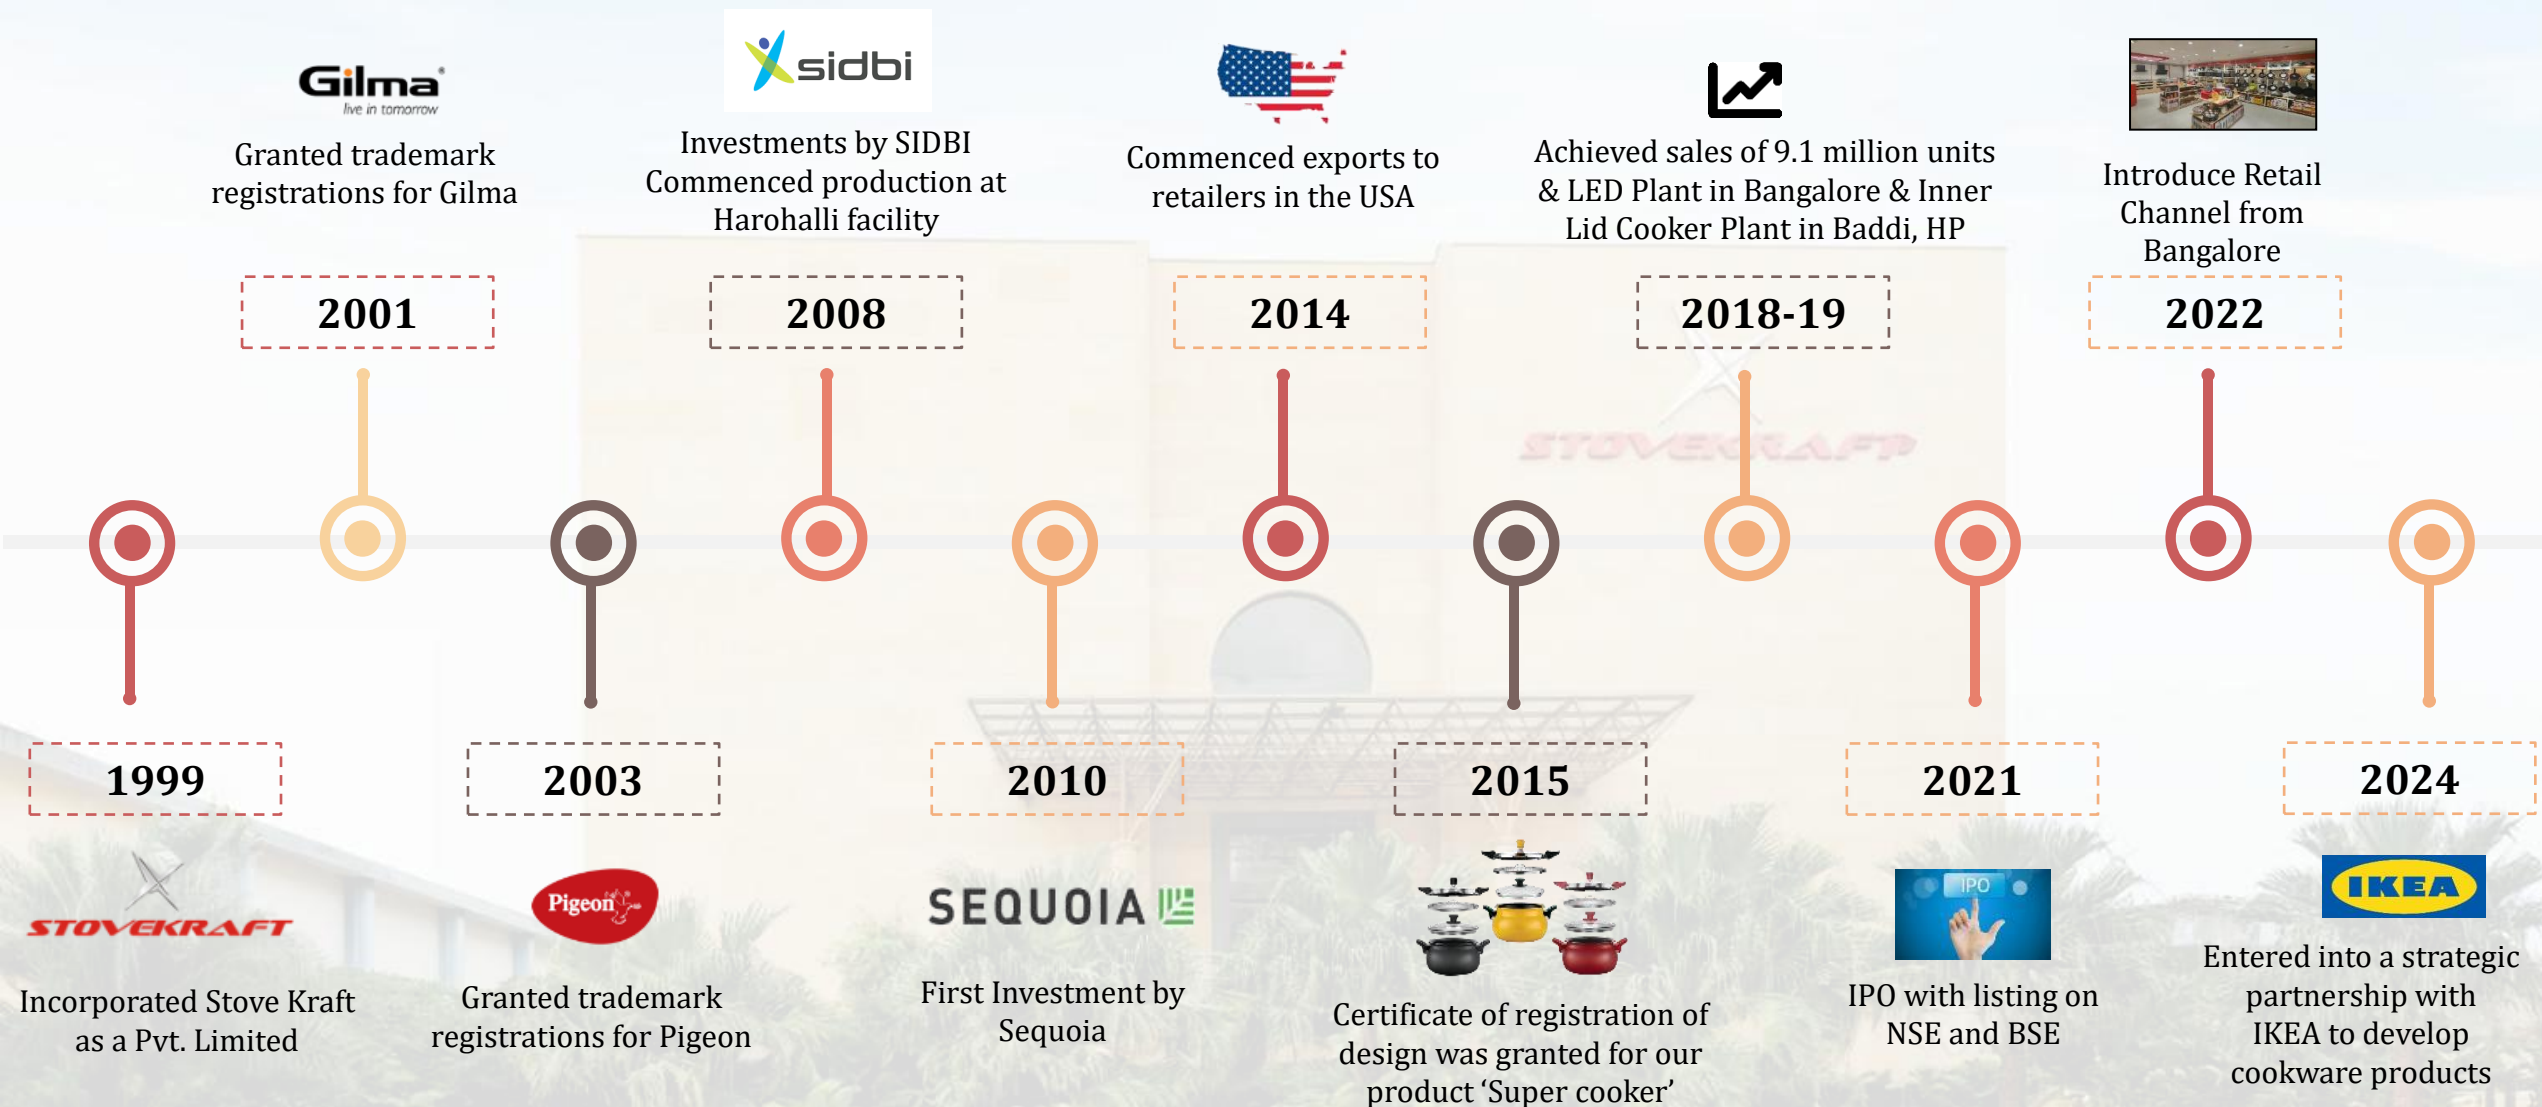 Gilma
live in tomorrow
Granted trademark
registrations for Gilma
2001
sidbi
Investments by SIDBI
Commenced production at
Harohalli facility
2008
Commenced exports to
retailers in the USA
2014
Achieved sales of 9.1 million units
& LED Plant in Bangalore & Inner
Lid Cooker Plant in Baddi, HP
2018-19
Introduce Retail
Channel from
Bangalore
2022
STOVEKRAFT
1999
STOVEKRAFT
Incorporated Stove Kraft
as a Pvt. Limited
2003
Pigeon
Granted trademark
registrations for Pigeon
2010
SEQUOIA
First Investment by
Sequoia
2015
Certificate of registration of
design was granted for our
product ‘Super cooker’
2021
IPO
IPO with listing on
NSE and BSE
2024
IKEA
Entered into a strategic
partnership with
IKEA to develop
cookware products